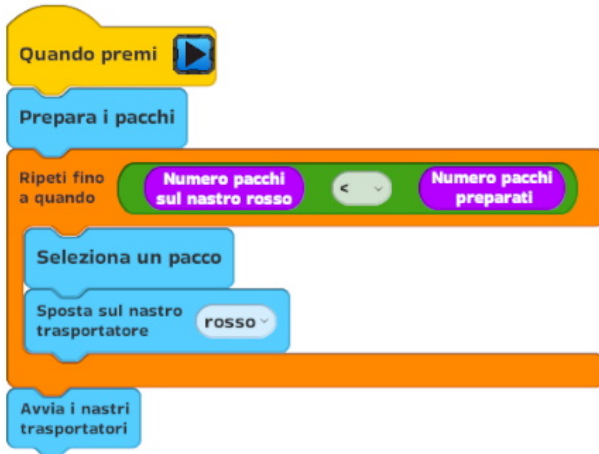 Quando premi
Prepara i pacchi
Ripeti fino
a quando
Numero pacchi
sul nastro rosso
<
Numero pacchi
preparati
Seleziona un pacco
Sposta sul nastro
trasportatore
rosso
Avvia i nastri
trasportatori